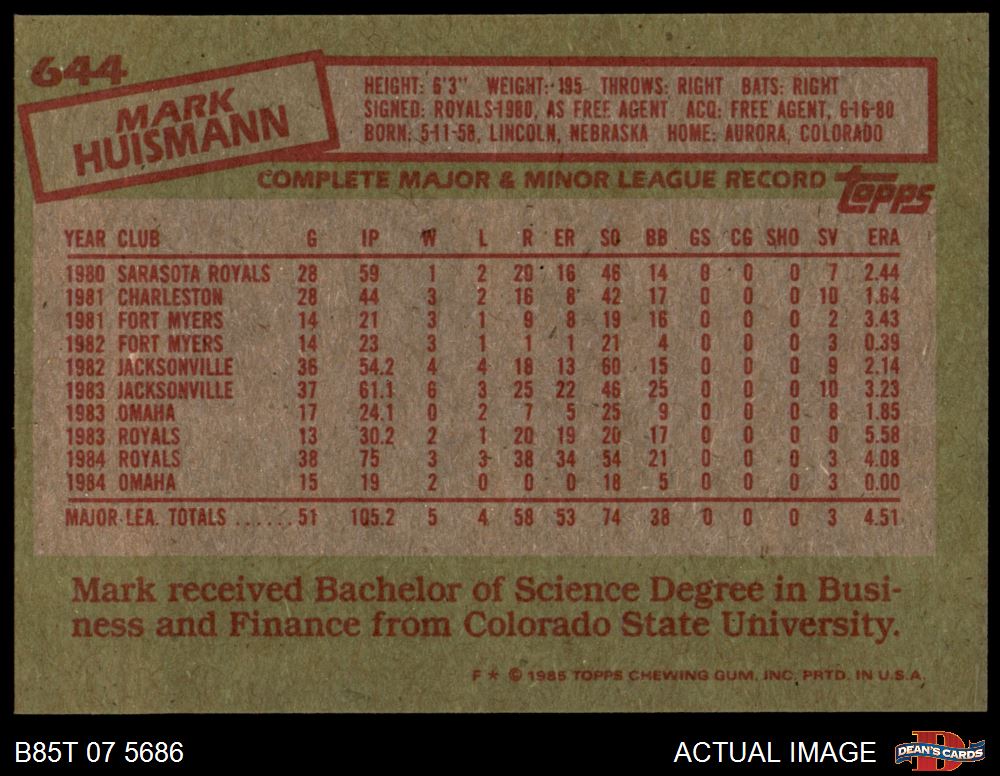 644
MARK
HUISMANN
HEIGHT: 6'3" WEIGHT: 195 THROWS: RIGHT BATS: RIGHT
SIGNED: ROYALS-1980, AS FREE AGENT ACQ: FREE AGENT, 6-16-80
BORN: 5-11-58, LINCOLN, NEBRASKA HOME: AURORA, COLORADO
COMPLETE MAJOR & MINOR LEAGUE RECORD
Topps
YEAR CLUB G IP W L R ER SO BB GS CG SHO SV ERA
1980 SARASOTA ROYALS 28 59 1 2 20 16 46 14 0 0 0 7 2.44
1981 CHARLESTON 28 44 3 2 16 8 42 17 0 0 0 10 1.64
1981 FORT MYERS 14 21 3 1 9 8 19 16 0 0 0 2 3.43
1982 FORT MYERS 14 23 3 1 1 1 21 4 0 0 0 3 0.39
1982 JACKSONVILLE 36 54.2 4 4 18 13 60 15 0 0 0 9 2.14
1983 JACKSONVILLE 37 61.1 6 3 25 22 46 25 0 0 0 10 3.23
1983 OMAHA 17 24.1 0 2 7 5 25 9 0 0 0 8 1.85
1983 ROYALS 13 30.2 2 1 20 19 20 17 0 0 0 0 5.58
1984 ROYALS 38 75 3 3 38 34 54 21 0 0 0 3 4.08
1984 OMAHA 15 19 2 0 0 0 18 5 0 0 0 3 0.00
MAJOR LEA. TOTALS ......51 105.2 5 4 58 53 74 38 0 0 0 3 4.51
Mark received Bachelor of Science Degree in Busi-
ness and Finance from Colorado State University.
F * © 1985 TOPPS CHEWING GUM, INC. PRTD. IN U.S.A.
B85T 07 5686
ACTUAL IMAGE
DEAN'S CARDS